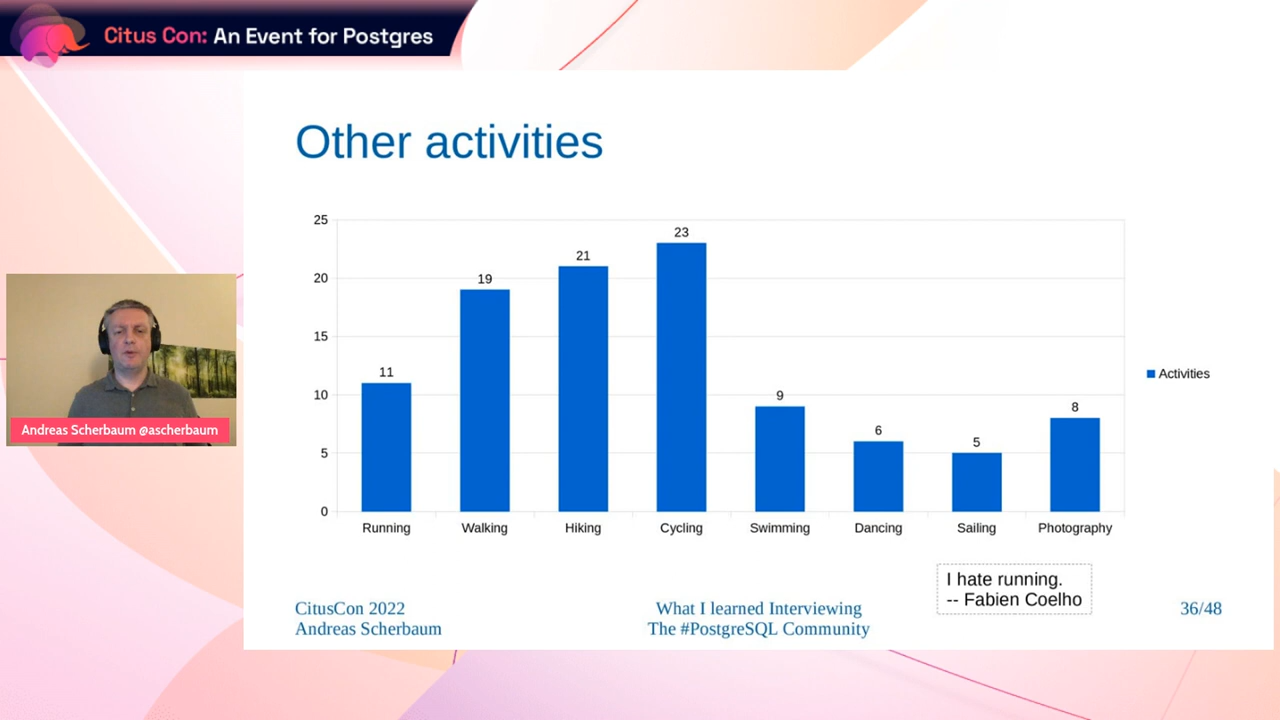 Citus Con: An Event for Postgres
Other activities
25
20
15
10
5
0
11
19
21
23
9
6
5
8
Running
Walking
Hiking
Cycling
Swimming
Dancing
Sailing
Photography
Activities
Andreas Scherbaum @ascherbaum
I hate running.
-- Fabien Coelho
CitusCon 2022
Andreas Scherbaum
What I learned Interviewing
The #PostgreSQL Community
36/48